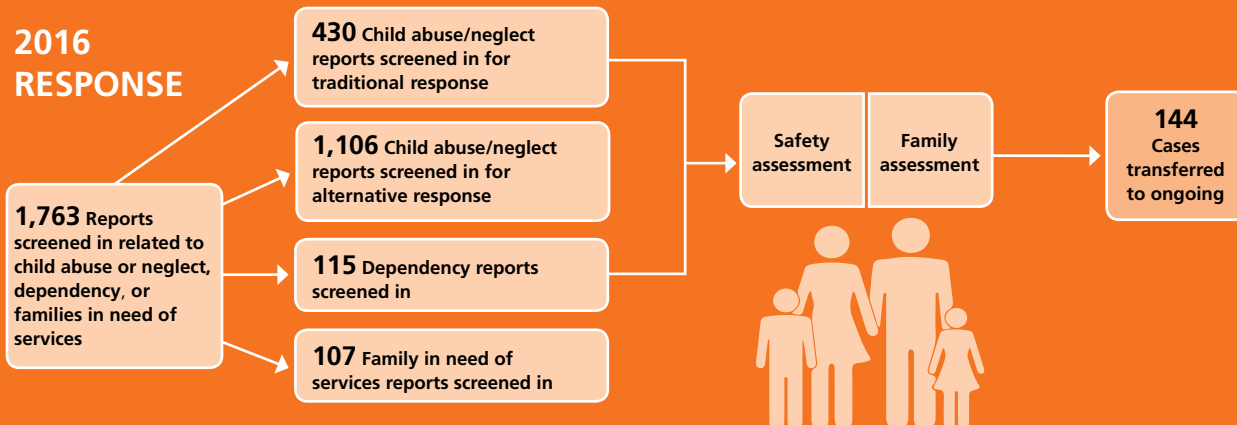 2016
RESPONSE
430 Child abuse/neglect
reports screened in for
traditional response
1,106 Child abuse/neglect
reports screened in for
alternative response
1,763 Reports
screened in related to
child abuse or neglect,
dependency, or
families in need of
services
115 Dependency reports
screened in
107 Family in need of
services reports screened in
Safety
assessment
Family
assessment
144
Cases
transferred
to ongoing